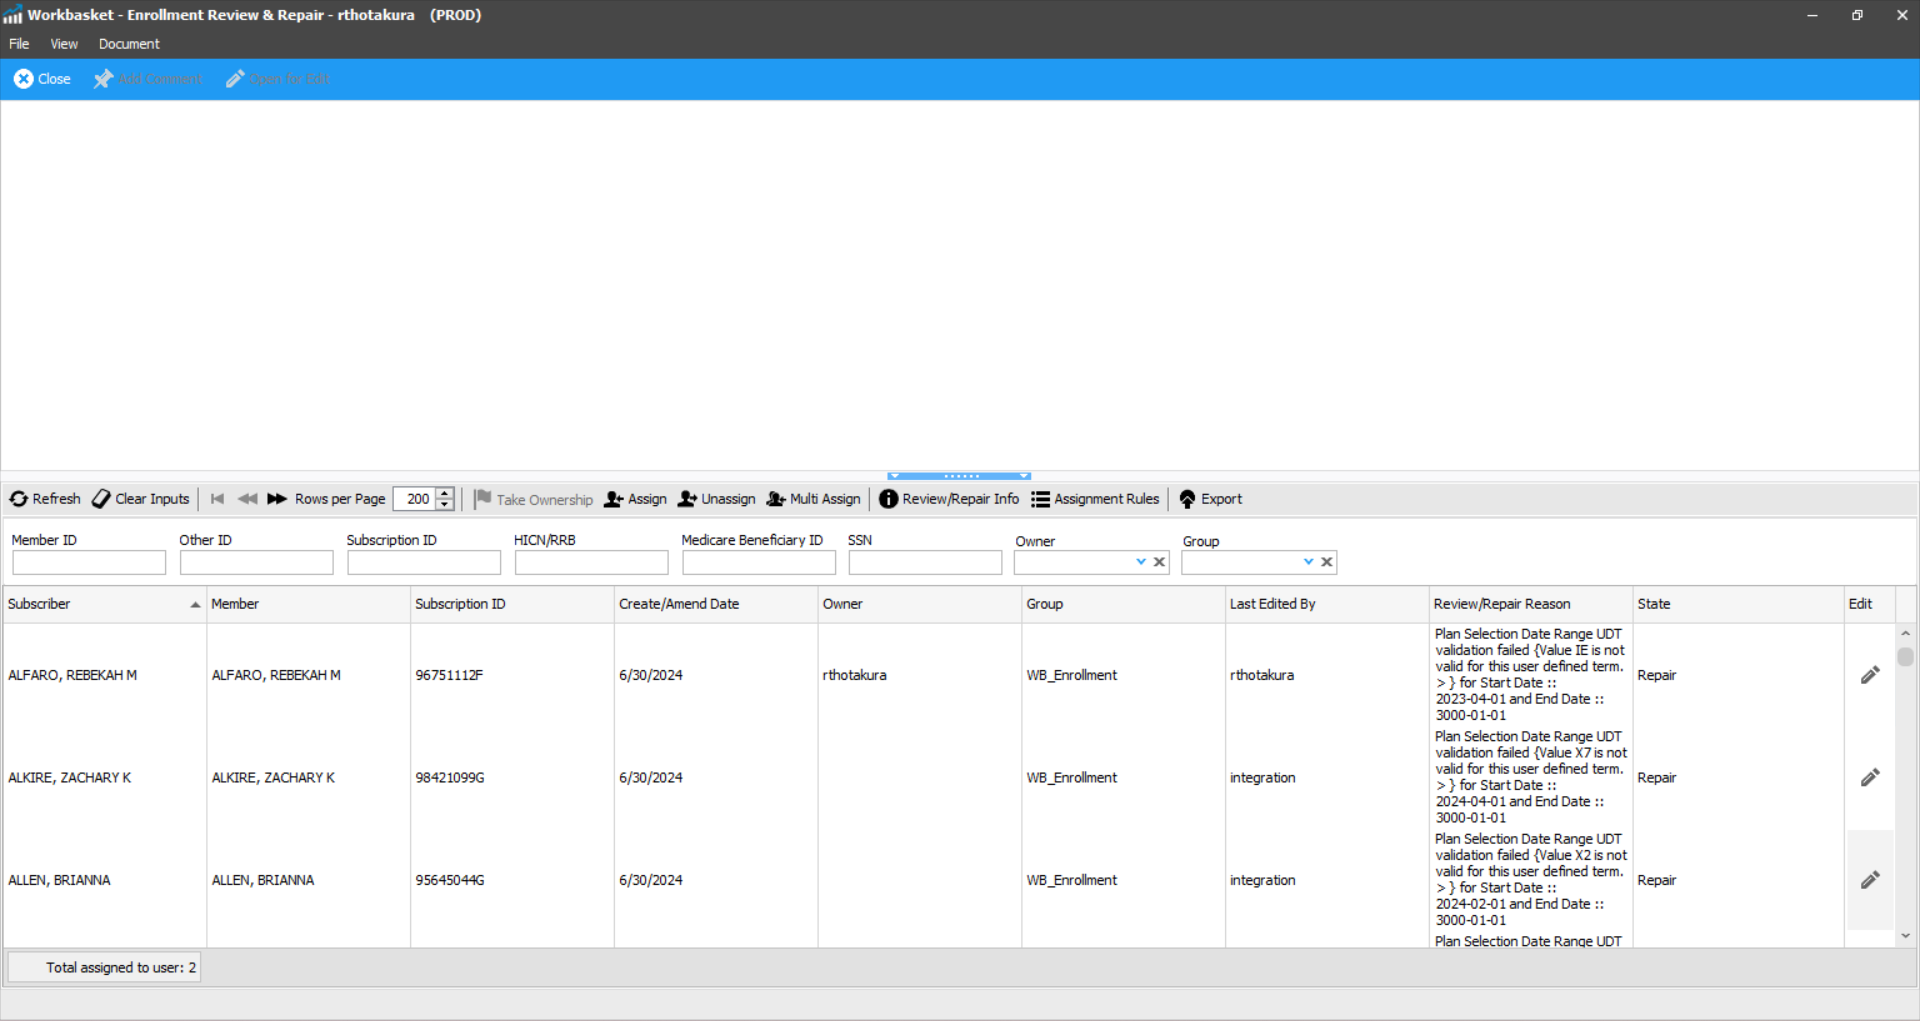 Workbasket - Enrollment Review & Repair - rthotakura (PROD)
File View Document
Close Add Comment Open for Edit
Refresh Clear Inputs Rows per Page 200 Take Ownership Assign Unassign Multi Assign Review/Repair Info Assignment Rules Export
Member ID Other ID Subscription ID HICN/RRB Medicare Beneficiary ID SSN Owner Group
Subscriber Member Subscription ID Create/Amend Date Owner Group Last Edited By Review/Repair Reason State Edit
ALFARO, REBEKAH M ALFARO, REBEKAH M 96751112F 6/30/2024 rthotakura WB_Enrollment rthotakura
Plan Selection Date Range UDT
validation failed {Value IE is not
valid for this user defined term.
> } for Start Date ::
2023-04-01 and End Date ::
3000-01-01
Repair
ALKIRE, ZACHARY K ALKIRE, ZACHARY K 98421099G 6/30/2024 WB_Enrollment integration
Plan Selection Date Range UDT
validation failed {Value X7 is not
valid for this user defined term.
> } for Start Date ::
2024-04-01 and End Date ::
3000-01-01
Repair
ALLEN, BRIANNA ALLEN, BRIANNA 95645044G 6/30/2024 WB_Enrollment integration
Plan Selection Date Range UDT
validation failed {Value X2 is not
valid for this user defined term.
> } for Start Date ::
2024-02-01 and End Date ::
3000-01-01
Repair
Plan Selection Date Range UDT
Total assigned to user: 2